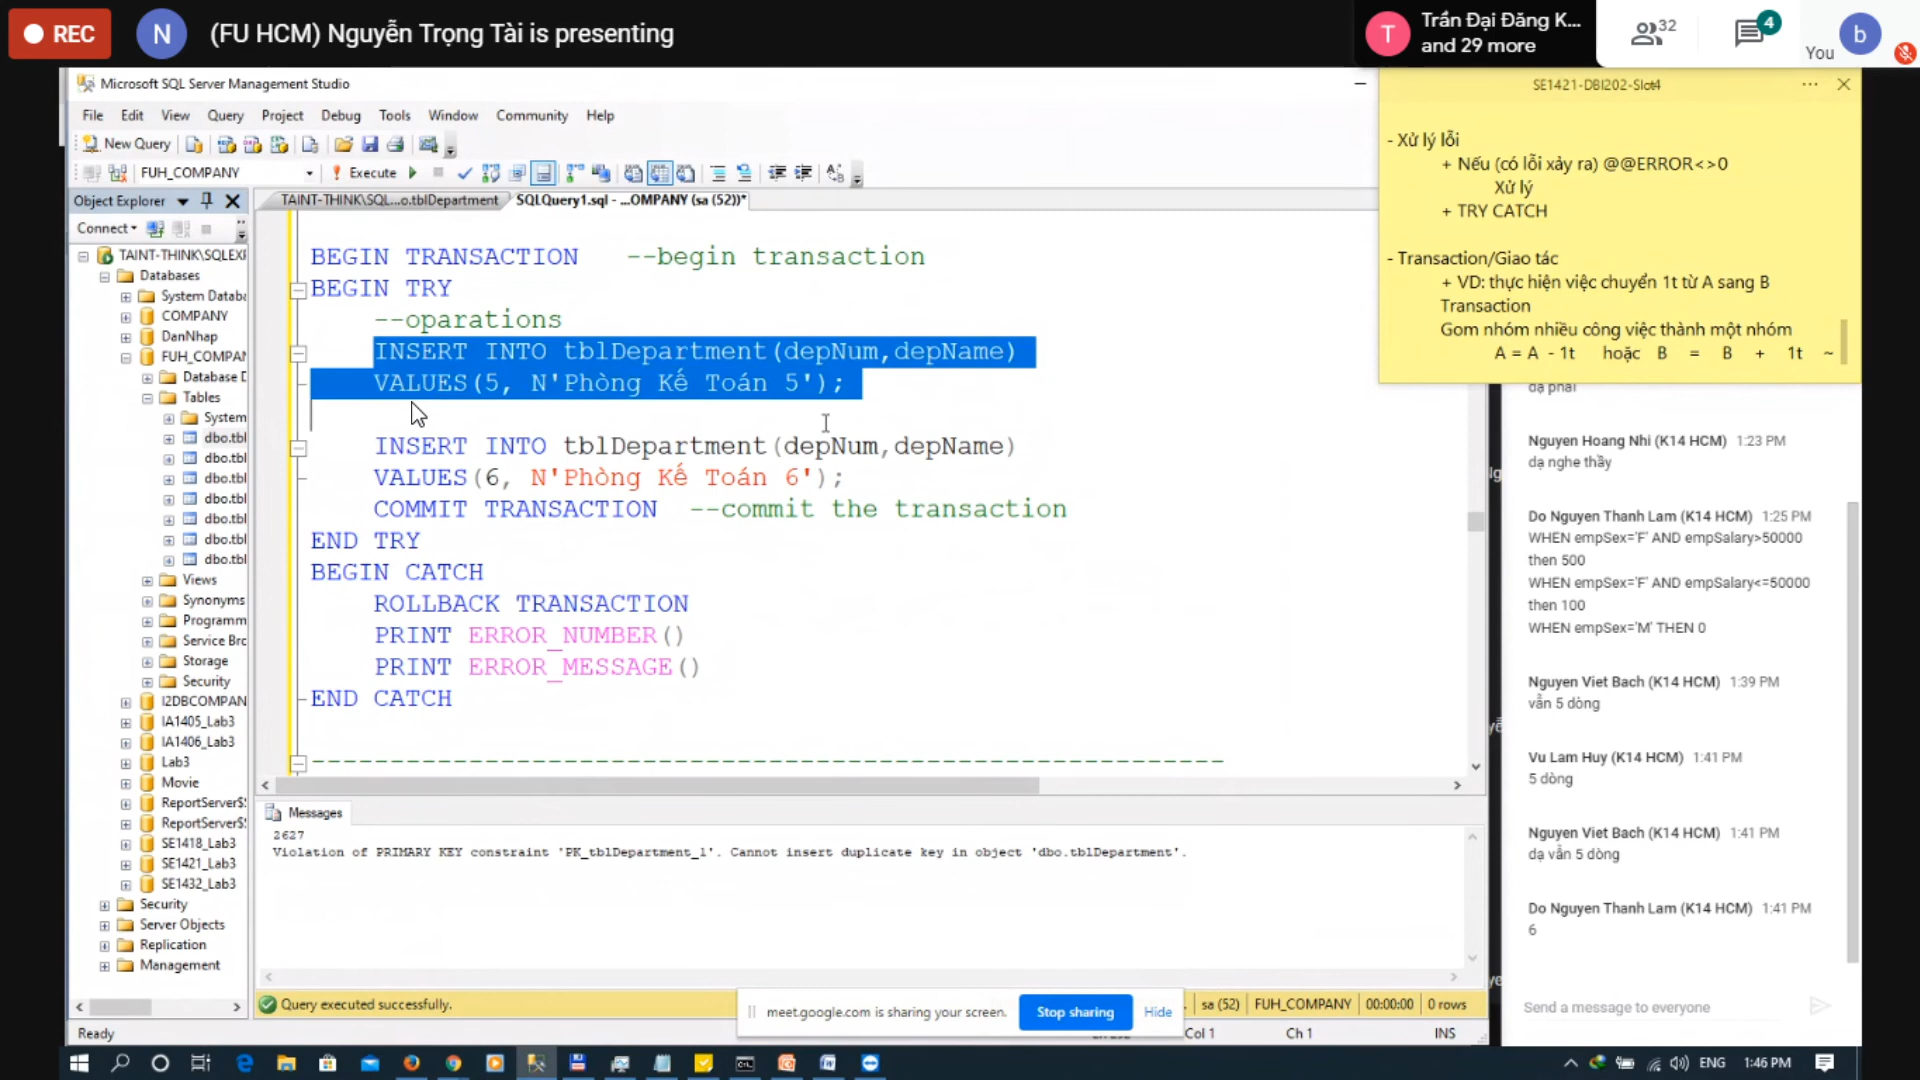 REC
N
(FU HCM) Nguyễn Trọng Tài is presenting
T
Trần Đại Đăng K...
and 29 more
32
4
You
b
Microsoft SQL Server Management Studio
File Edit View Query Project Debug Tools Window Community Help
New Query
FUH_COMPANY
Execute
Object Explorer
TAINT-THINK\SQL...o.tblDepartment
SQLQuery1.sql - ...OMPANY (sa (52))*
Connect
TAINT-THINK\SQLEXI
Databases
System Databa
COMPANY
DanNhap
FUH_COMPAN
Database D
Tables
System
dbo.tbl
dbo.tbl
dbo.tbl
dbo.tbl
dbo.tbl
dbo.tbl
dbo.tbl
Views
Synonyms
Programm
Service Brc
Storage
Security
I2DBCOMPAN
IA1405_Lab3
IA1406_Lab3
Lab3
Movie
ReportServer$:
ReportServer$:
SE1418_Lab3
SE1421_Lab3
SE1432_Lab3
Security
Server Objects
Replication
Management
BEGIN TRANSACTION --begin transaction
BEGIN TRY
--oparations
INSERT INTO tblDepartment(depNum,depName)
VALUES(5, N'Phòng Kế Toán 5');
INSERT INTO tblDepartment(depNum,depName)
VALUES(6, N'Phòng Kế Toán 6');
COMMIT TRANSACTION --commit the transaction
END TRY
BEGIN CATCH
ROLLBACK TRANSACTION
PRINT ERROR_NUMBER()
PRINT ERROR_MESSAGE()
END CATCH
--------------------------------------------------------
Messages
2627
Violation of PRIMARY KEY constraint 'PK_tblDepartment_1'. Cannot insert duplicate key in object 'dbo.tblDepartment'.
Query executed successfully.
sa (52)
FUH_COMPANY
00:00:00
0 rows
meet.google.com is sharing your screen.
Stop sharing
Hide
Ready
Col 1
Ch 1
INS
SE1421-DBI202-Slot4
- Xử lý lỗi
+ Nếu (có lỗi xảy ra) @@ERROR<>0
Xử lý
+ TRY CATCH
- Transaction/Giao tác
+ VD: thực hiện việc chuyển 1t từ A sang B
Transaction
Gom nhóm nhiều công việc thành một nhóm
A = A - 1t hoặc B = B + 1t ~
dạ phải
Nguyen Hoang Nhi (K14 HCM) 1:23 PM
dạ nghe thầy
Do Nguyen Thanh Lam (K14 HCM) 1:25 PM
WHEN empSex='F' AND empSalary>50000
then 500
WHEN empSex='F' AND empSalary<=50000
then 100
WHEN empSex='M' THEN 0
Nguyen Viet Bach (K14 HCM) 1:39 PM
vẫn 5 dòng
Vu Lam Huy (K14 HCM) 1:41 PM
5 dòng
Nguyen Viet Bach (K14 HCM) 1:41 PM
dạ vẫn 5 dòng
Do Nguyen Thanh Lam (K14 HCM) 1:41 PM
6
Send a message to everyone
ENG
1:46 PM